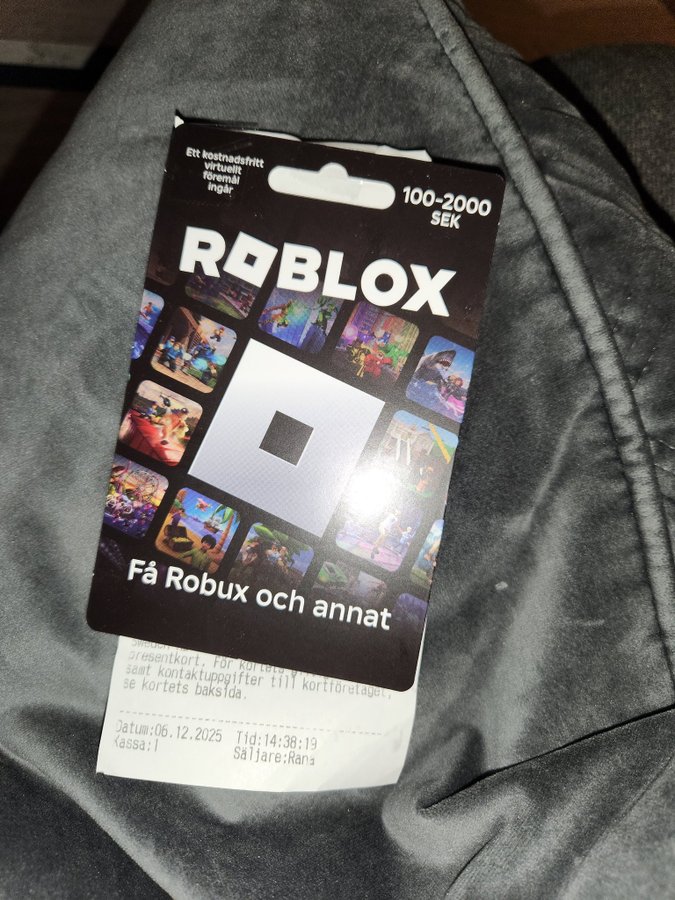 Ett kostnadsfritt
virtuellt
föremål
ingår
100-2000
SEK
ROBLOX
Få Robux och annat
presentkort. För kortets
samt kontaktuppgifter till kortföretaget,
se kortets baksida.
Datum:06.12.2025 Tid:14:38:19
Kassa:1 Säljare:Rana